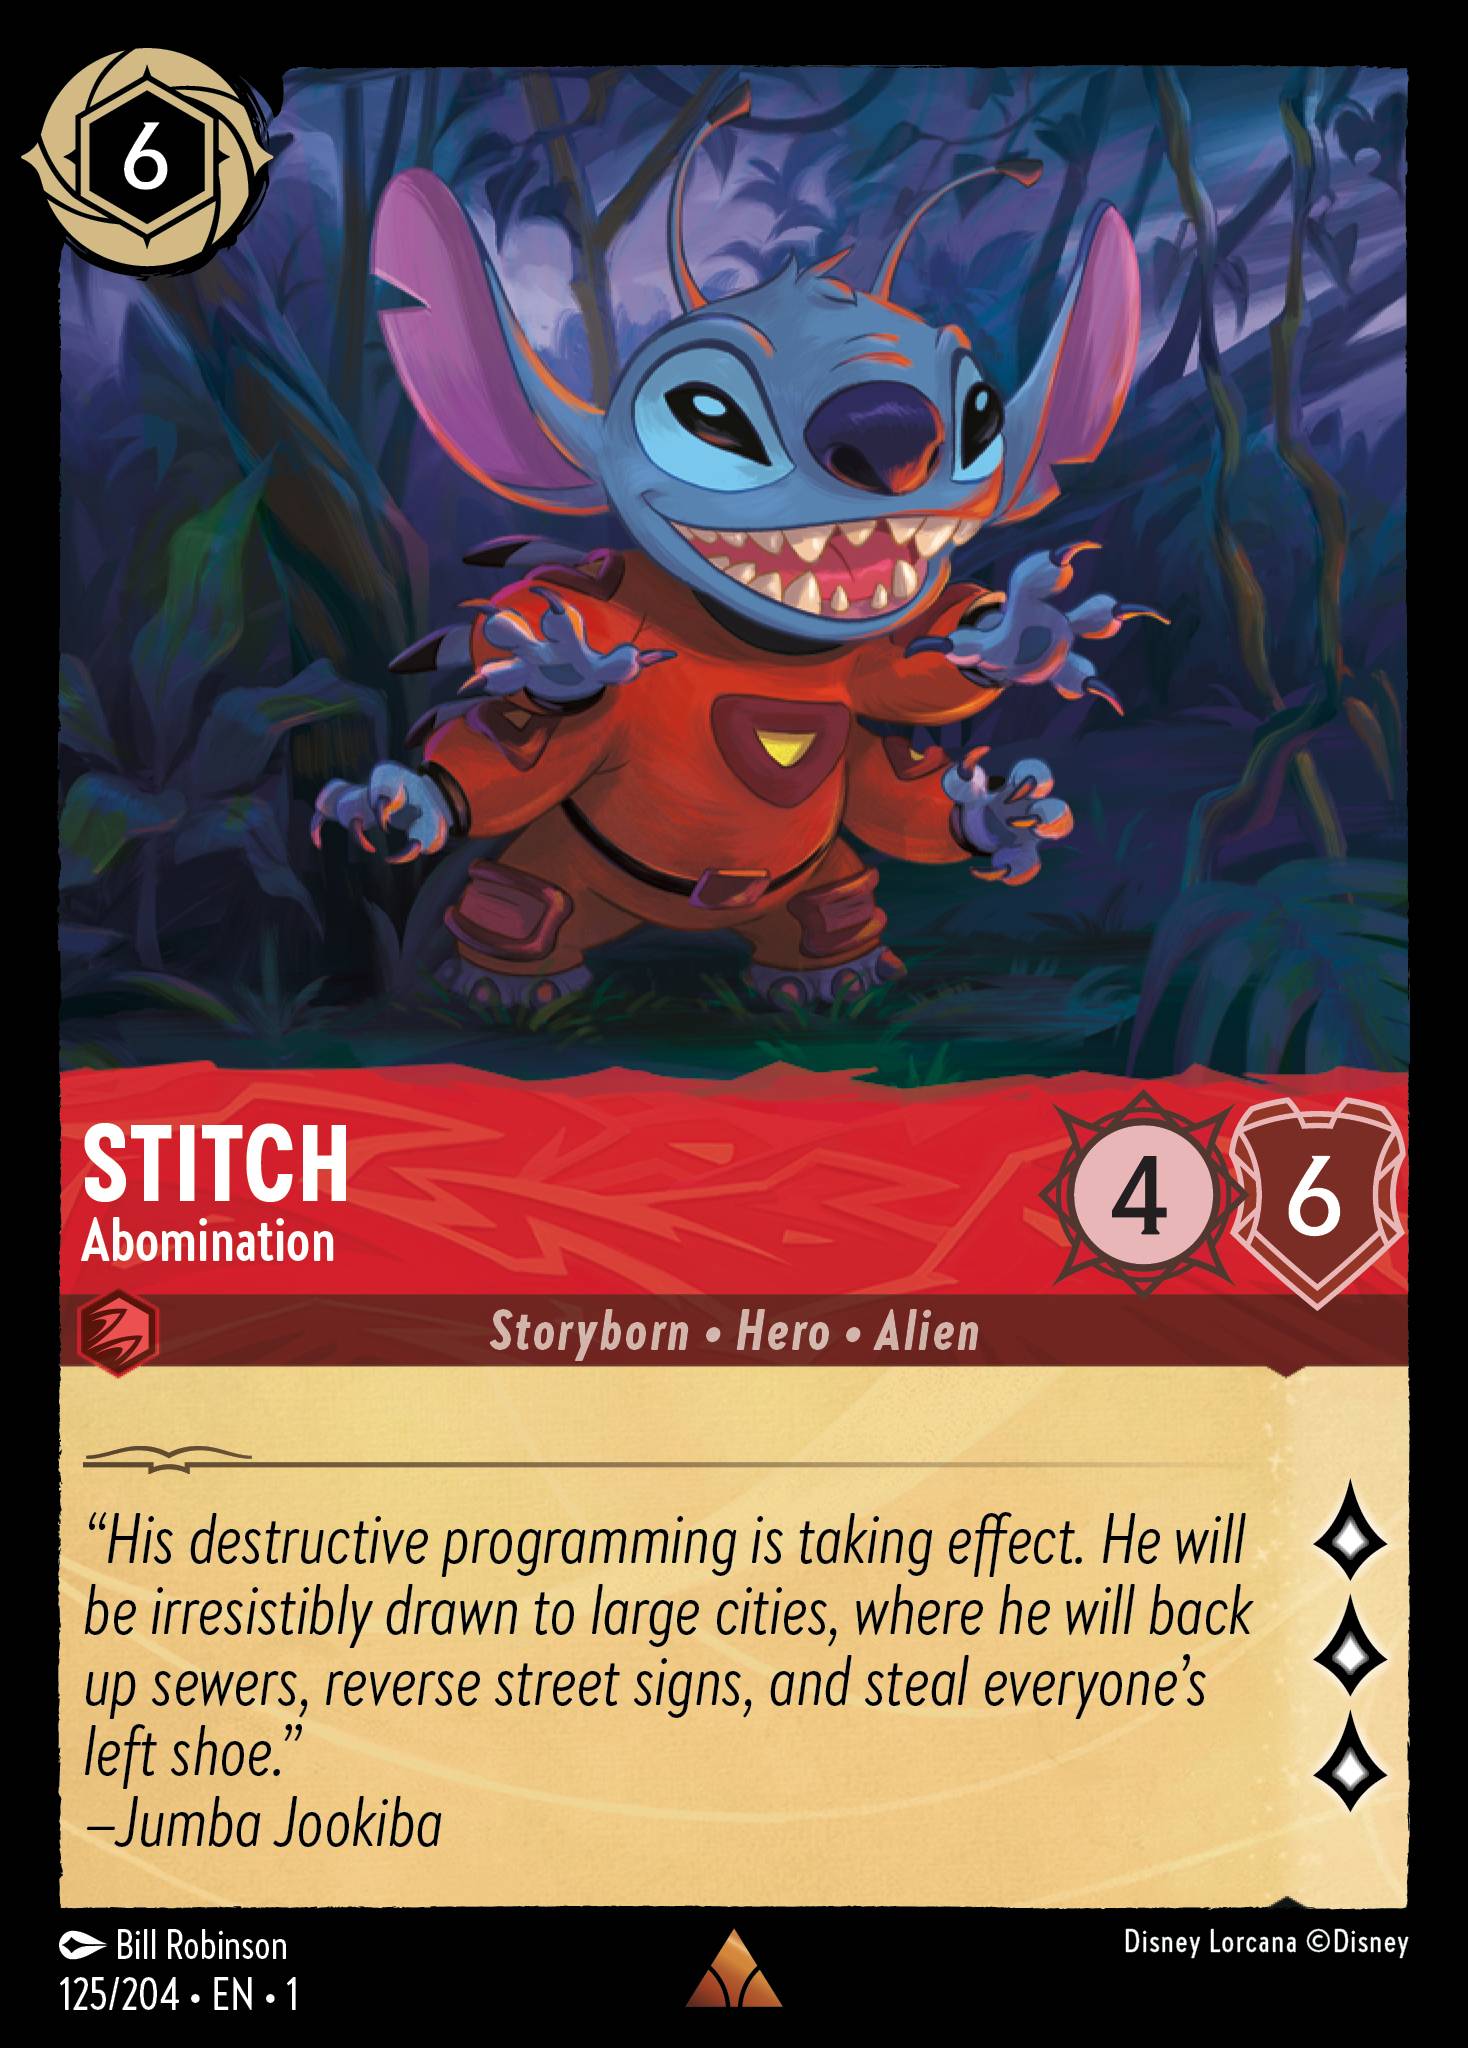 6
STITCH
Abomination
4
6
Storyborn • Hero • Alien
“His destructive programming is taking effect. He will
be irresistibly drawn to large cities, where he will back
up sewers, reverse street signs, and steal everyone’s
left shoe.”
–Jumba Jookiba
Bill Robinson
Disney Lorcana ©Disney
125/204 • EN • 1